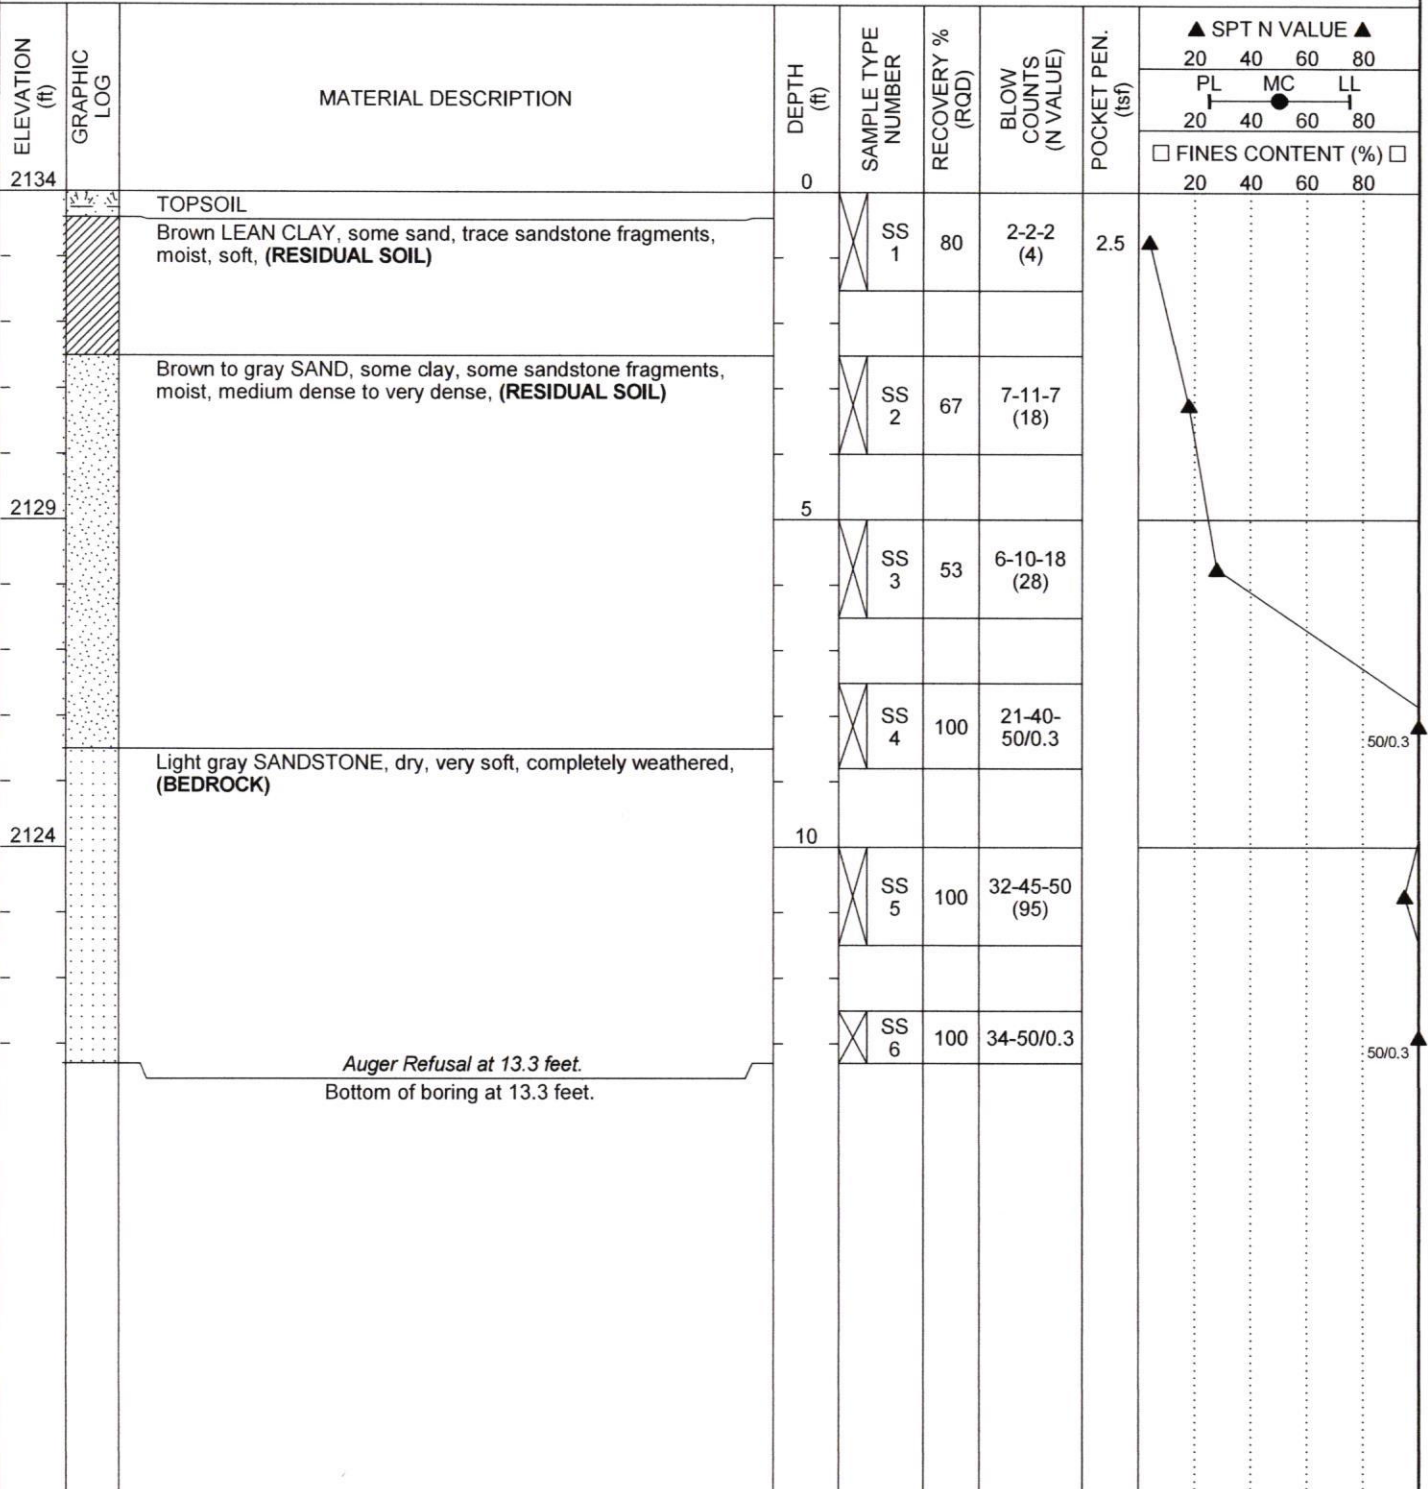 ELEVATION
(ft)
GRAPHIC
LOG
MATERIAL DESCRIPTION
DEPTH
(ft)
SAMPLE TYPE
NUMBER
RECOVERY %
(RQD)
BLOW
COUNTS
(N VALUE)
POCKET PEN.
(tsf)
▲ SPT N VALUE ▲
20 40 60 80
PL MC LL
20 40 60 80
□ FINES CONTENT (%) □
20 40 60 80
2134
0
TOPSOIL
Brown LEAN CLAY, some sand, trace sandstone fragments,
moist, soft, (RESIDUAL SOIL)
SS
1
80
2-2-2
(4)
2.5
Brown to gray SAND, some clay, some sandstone fragments,
moist, medium dense to very dense, (RESIDUAL SOIL)
SS
2
67
7-11-7
(18)
2129
5
SS
3
53
6-10-18
(28)
SS
4
100
21-40-
50/0.3
50/0.3
Light gray SANDSTONE, dry, very soft, completely weathered,
(BEDROCK)
2124
10
SS
5
100
32-45-50
(95)
SS
6
100
34-50/0.3
50/0.3
Auger Refusal at 13.3 feet.
Bottom of boring at 13.3 feet.